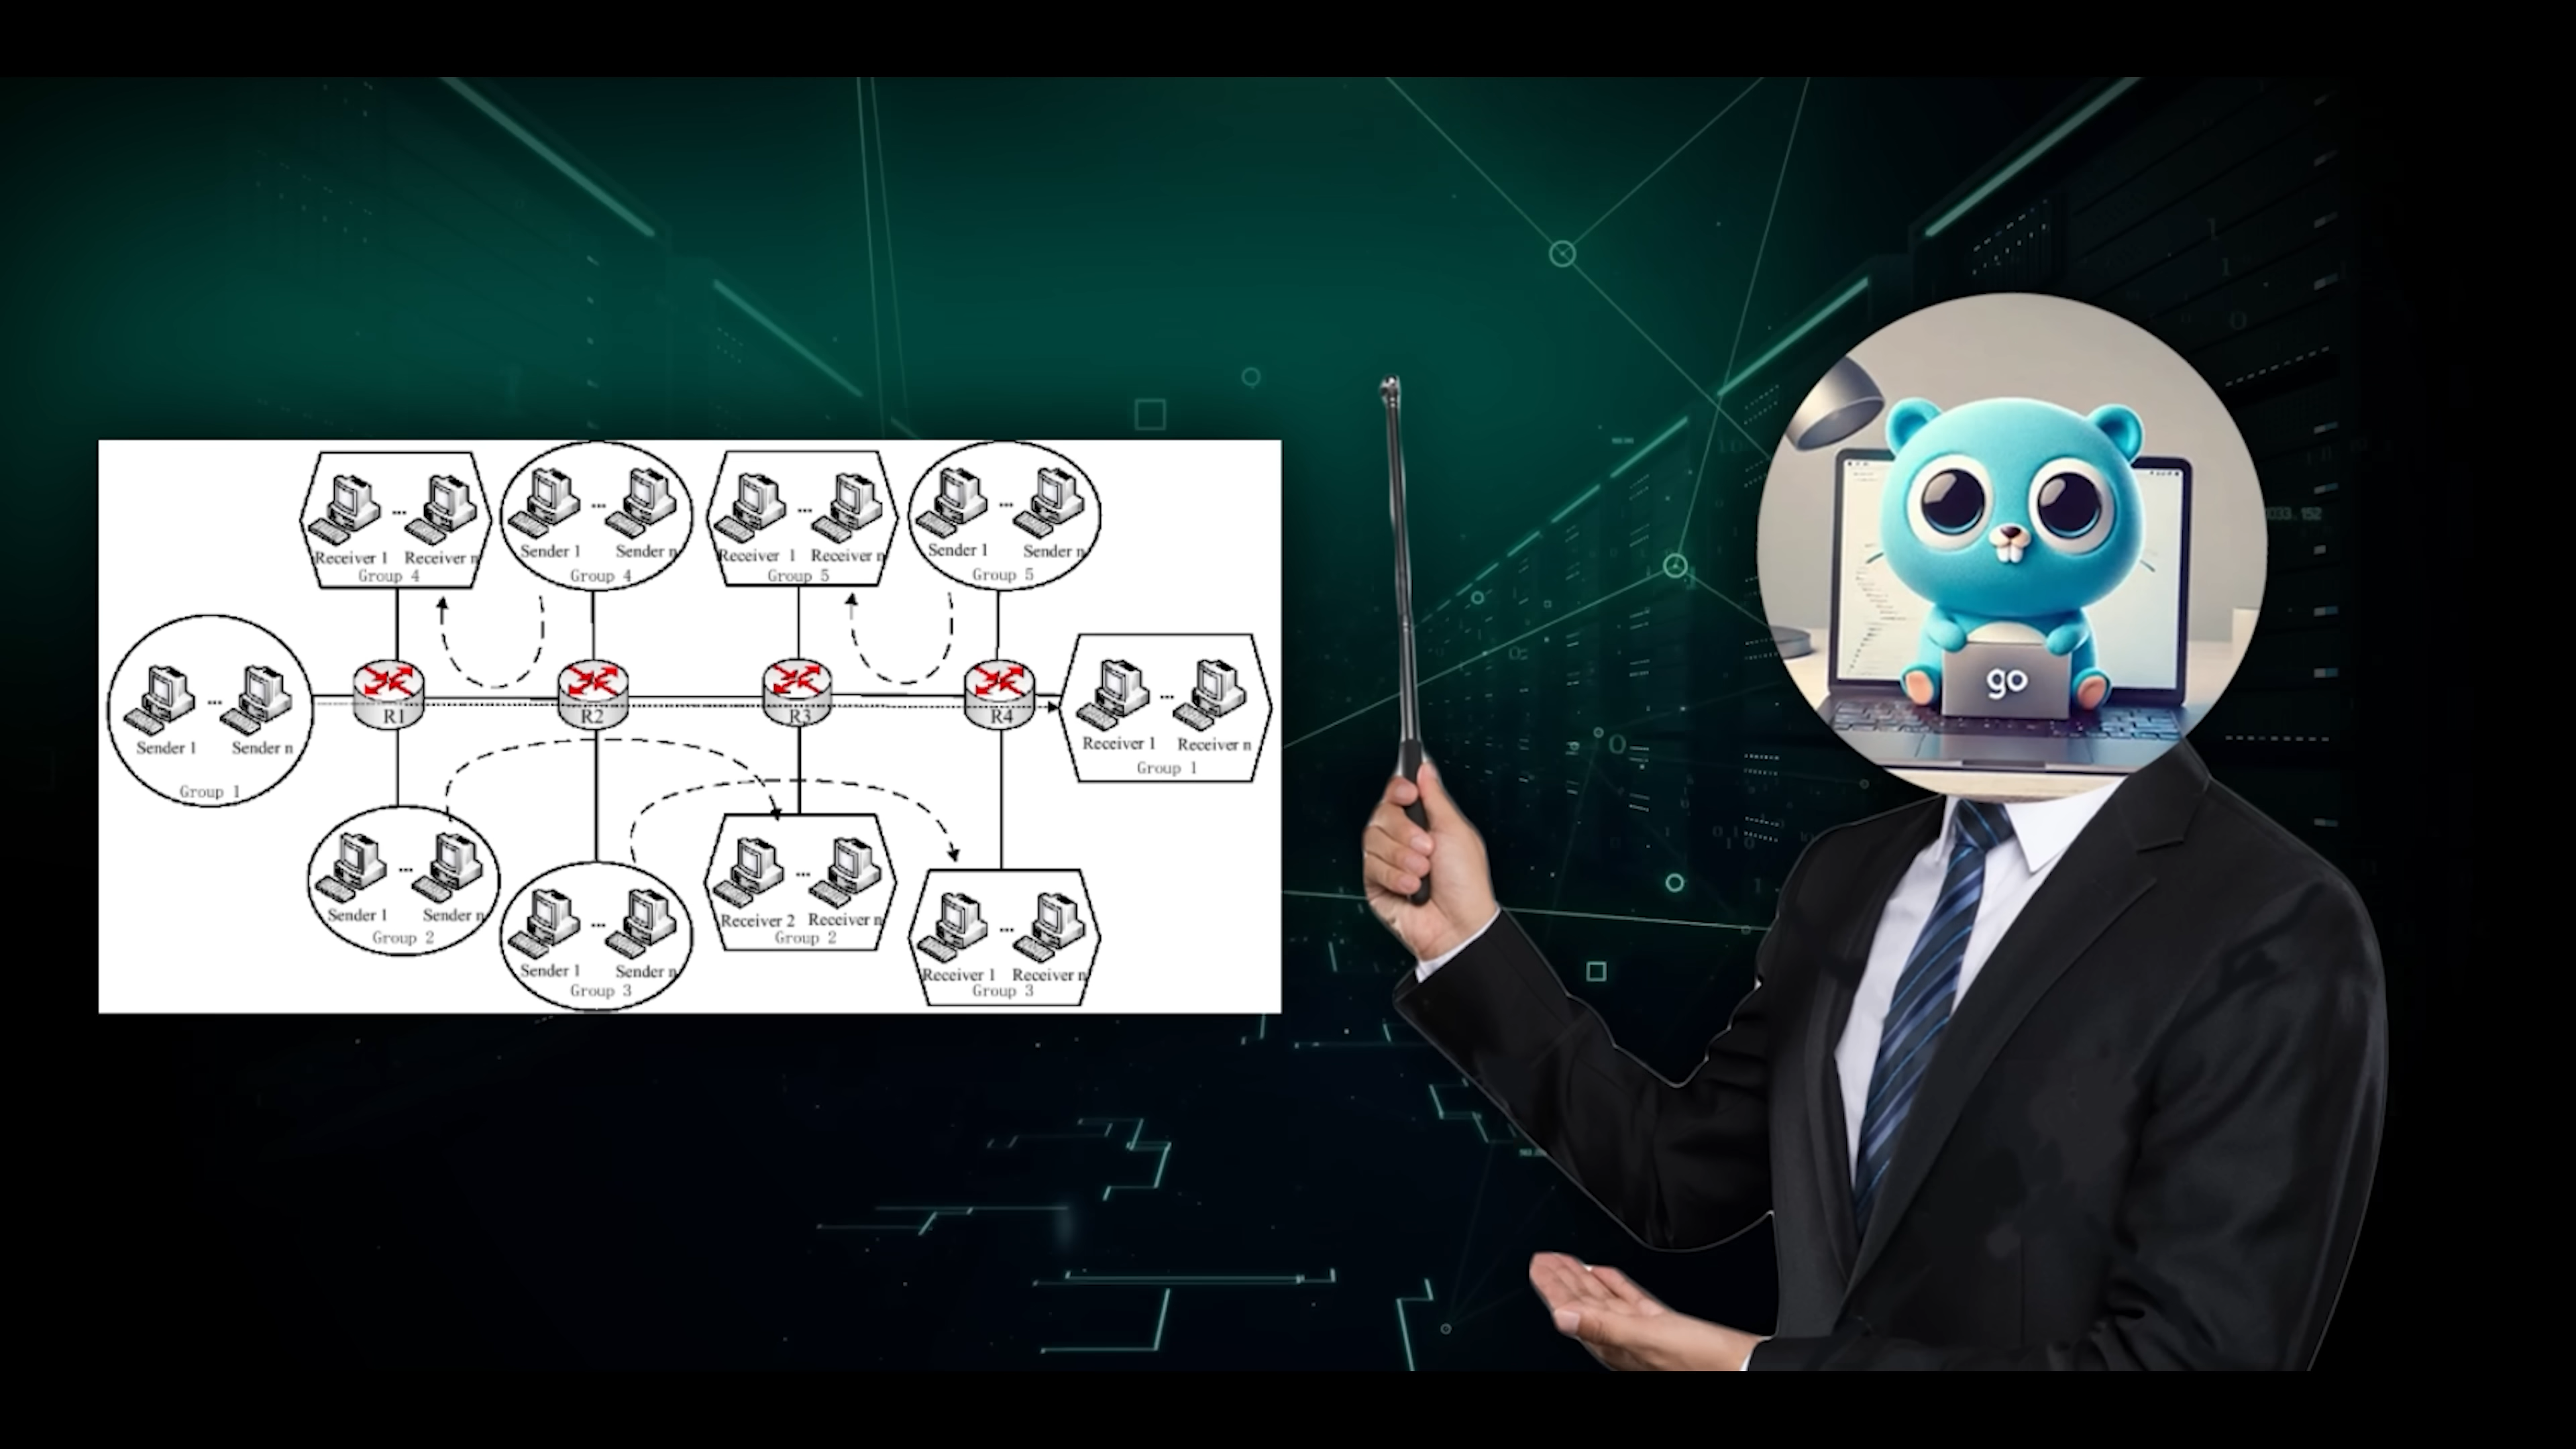 Receiver 1 Receiver n
Group 4
Sender 1 Sender n
Group 4
Receiver 1 Receiver n
Group 5
Sender 1 Sender n
Group 5
Sender 1 Sender n
Group 1
R1
R2
R3
R4
Receiver 1 Receiver n
Group 1
Sender 1 Sender n
Group 2
Sender 1 Sender n
Group 3
Receiver 2 Receiver n
Group 2
Receiver 1 Receiver n
Group 3
go